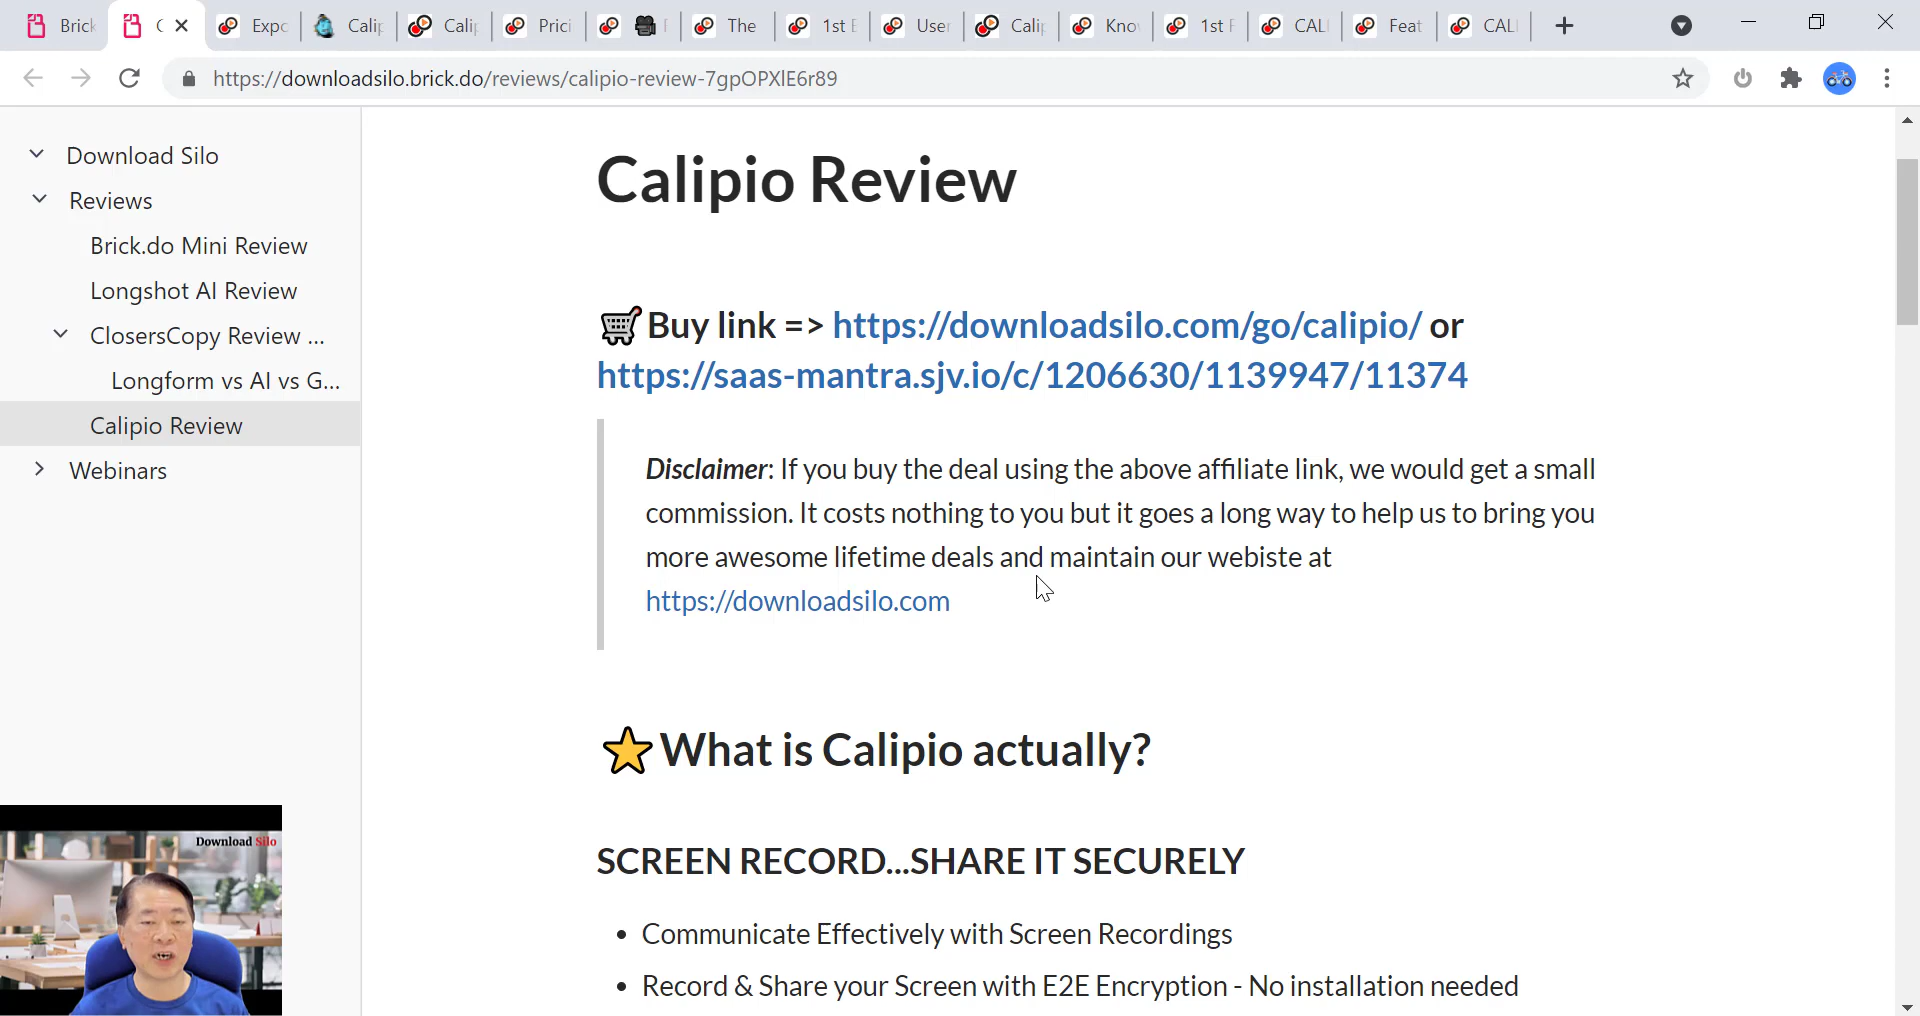 Brick
C
Expo
Calip
Calip
Prici
The
1st E
User
Calip
Kno
1st F
CALI
Feat
CALI
https://downloadsilo.brick.do/reviews/calipio-review-7gpOPXlE6r89
Download Silo
Reviews
Brick.do Mini Review
Longshot AI Review
ClosersCopy Review ...
Longform vs AI vs G...
Calipio Review
Webinars
Calipio Review
Buy link => https://downloadsilo.com/go/calipio/ or
https://saas-mantra.sjv.io/c/1206630/1139947/11374
Disclaimer: If you buy the deal using the above affiliate link, we would get a small
commission. It costs nothing to you but it goes a long way to help us to bring you
more awesome lifetime deals and maintain our webiste at
https://downloadsilo.com
What is Calipio actually?
SCREEN RECORD...SHARE IT SECURELY
• Communicate Effectively with Screen Recordings
• Record & Share your Screen with E2E Encryption - No installation needed
Download Silo